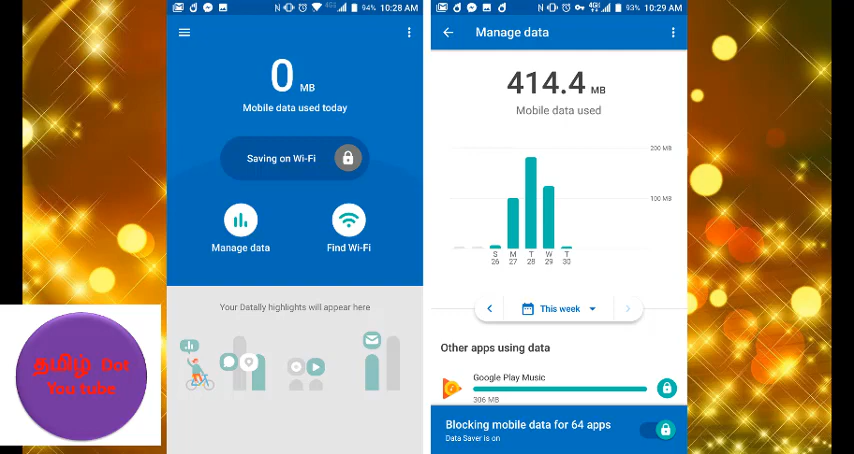 94% 10:28 AM
0 MB
Mobile data used today
Saving on Wi-Fi
Manage data
Find Wi-Fi
Your Datally highlights will appear here
தமிழ் Dot
You tube
4G 93% 10:29 AM
Manage data
414.4 MB
Mobile data used
200 MB
100 MB
S M T W T
26 27 28 29 30
This week
Other apps using data
Google Play Music
306 MB
Blocking mobile data for 64 apps
Data Saver is on